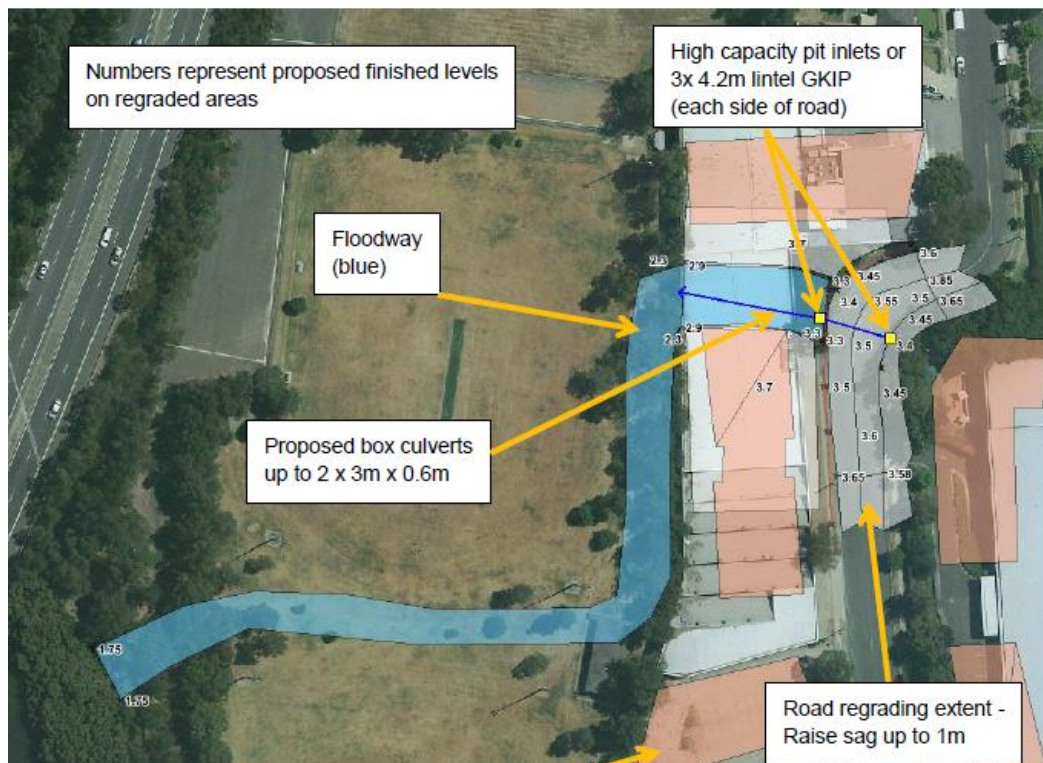 Numbers represent proposed finished levels
on regraded areas
High capacity pit inlets or
3x 4.2m lintel GKIP
(each side of road)
Floodway
(blue)
3.7
3.6
2.3
2.9
3.3
3.45
3.85
3.4
3.55
3.5
3.65
3.45
2.3
2.9
3.3
3.3
3.5
3.4
3.7
3.5
3.45
Proposed box culverts
up to 2 x 3m x 0.6m
3.6
3.65
3.58
1.75
1.75
Road regrading extent -
Raise sag up to 1m